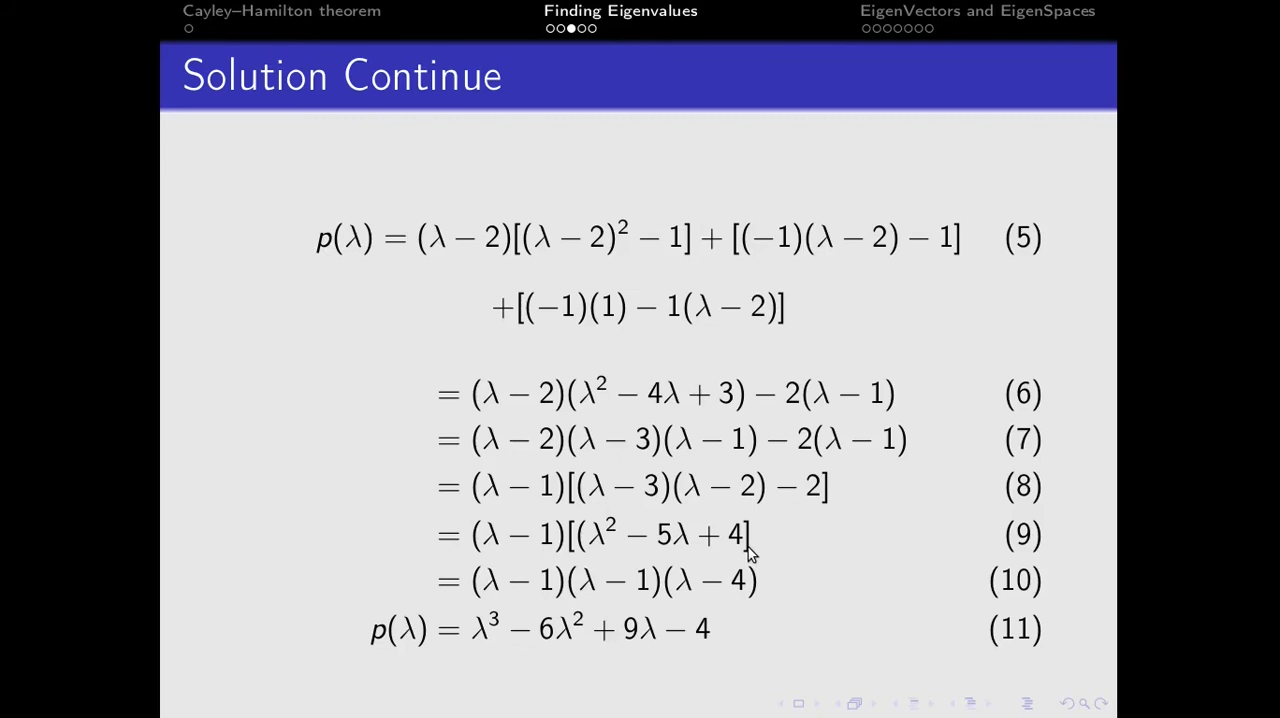 Cayley–Hamilton theorem Finding Eigenvalues EigenVectors and EigenSpaces
Solution Continue
p(λ) = (λ − 2)[(λ − 2)² − 1] + [(−1)(λ − 2) − 1] (5)
+[(−1)(1) − 1(λ − 2)]
= (λ − 2)(λ² − 4λ + 3) − 2(λ − 1) (6)
= (λ − 2)(λ − 3)(λ − 1) − 2(λ − 1) (7)
= (λ − 1)[(λ − 3)(λ − 2) − 2] (8)
= (λ − 1)[(λ² − 5λ + 4] (9)
= (λ − 1)(λ − 1)(λ − 4) (10)
p(λ) = λ³ − 6λ² + 9λ − 4 (11)